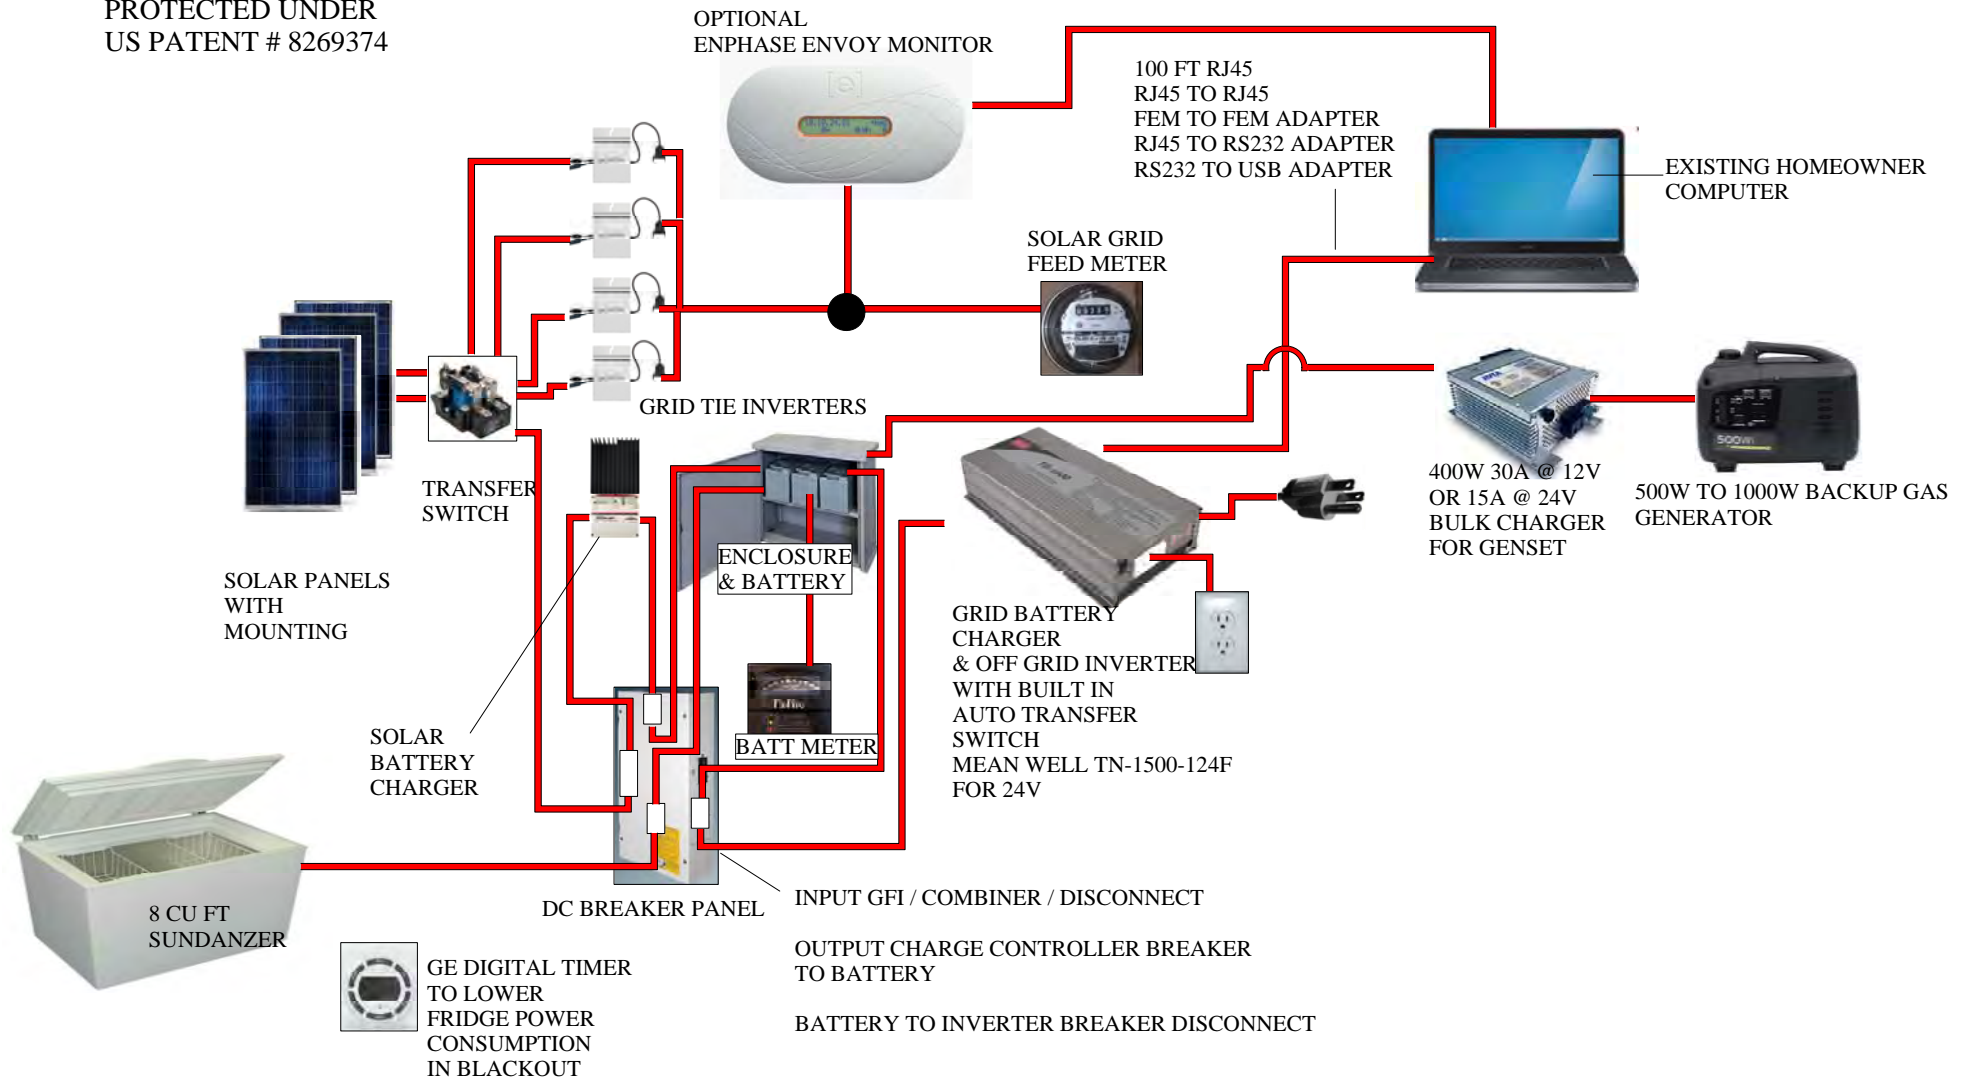 PROTECTED UNDER
US PATENT # 8269374
OPTIONAL
ENPHASE ENVOY MONITOR
100 FT RJ45
RJ45 TO RJ45
FEM TO FEM ADAPTER
RJ45 TO RS232 ADAPTER
RS232 TO USB ADAPTER
EXISTING HOMEOWNER
COMPUTER
SOLAR GRID
FEED METER
GRID TIE INVERTERS
TRANSFER
SWITCH
SOLAR PANELS
WITH
MOUNTING
ENCLOSURE
& BATTERY
400W 30A @ 12V
OR 15A @ 24V
BULK CHARGER
FOR GENSET
500W
500W TO 1000W BACKUP GAS
GENERATOR
GRID BATTERY
CHARGER
& OFF GRID INVERTER
WITH BUILT IN
AUTO TRANSFER
SWITCH
MEAN WELL TN-1500-124F
FOR 24V
SOLAR
BATTERY
CHARGER
BATT METER
8 CU FT
SUNDANZER
DC BREAKER PANEL
INPUT GFI / COMBINER / DISCONNECT
OUTPUT CHARGE CONTROLLER BREAKER
TO BATTERY
BATTERY TO INVERTER BREAKER DISCONNECT
GE DIGITAL TIMER
TO LOWER
FRIDGE POWER
CONSUMPTION
IN BLACKOUT